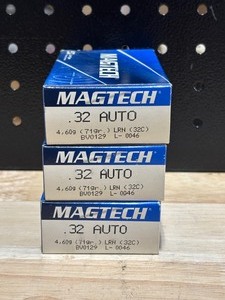 MAGTECH
.32 AUTO
4.60g (71gr.) LRN (32C)
BV0129 L- 0046
MAGTECH
.32 AUTO
4.60g (71gr.) LRN (32C)
BV0129 L- 0046
MAGTECH
.32 AUTO
4.60g (71gr.) LRN (32C)
BV0129 L- 0046